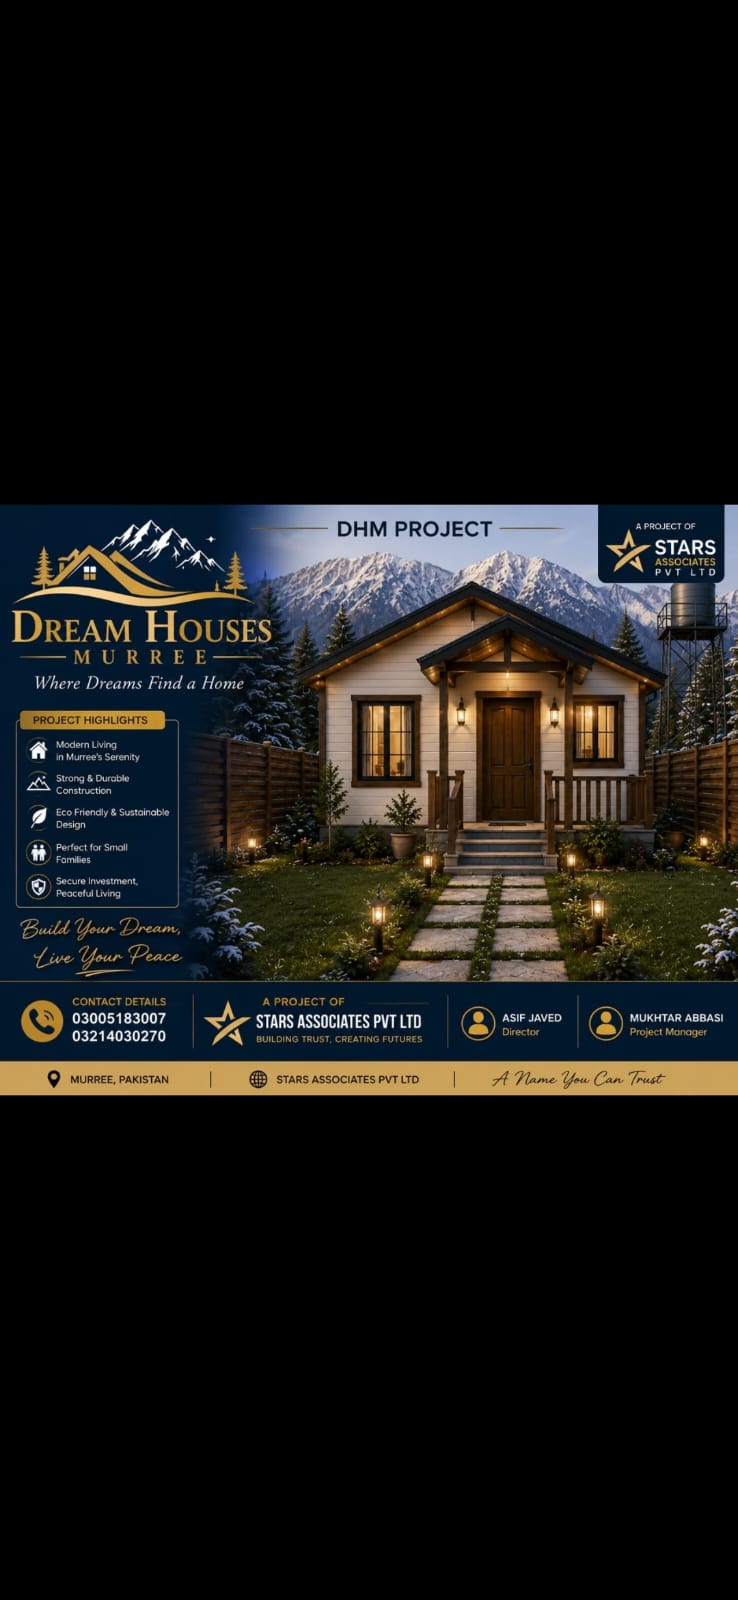 DHM PROJECT
A PROJECT OF
STARS
ASSOCIATES
PVT LTD
DREAM HOUSES
MURREE
Where Dreams Find a Home
PROJECT HIGHLIGHTS
Modern Living
in Murree's Serenity
Strong & Durable
Construction
Eco Friendly & Sustainable
Design
Perfect for Small
Families
Secure Investment,
Peaceful Living
Build Your Dream,
Live Your Peace
CONTACT DETAILS
03005183007
03214030270
A PROJECT OF
STARS ASSOCIATES PVT LTD
BUILDING TRUST, CREATING FUTURES
ASIF JAVED
Director
MUKHTAR ABBASI
Project Manager
MURREE, PAKISTAN
STARS ASSOCIATES PVT LTD
A Name You Can Trust